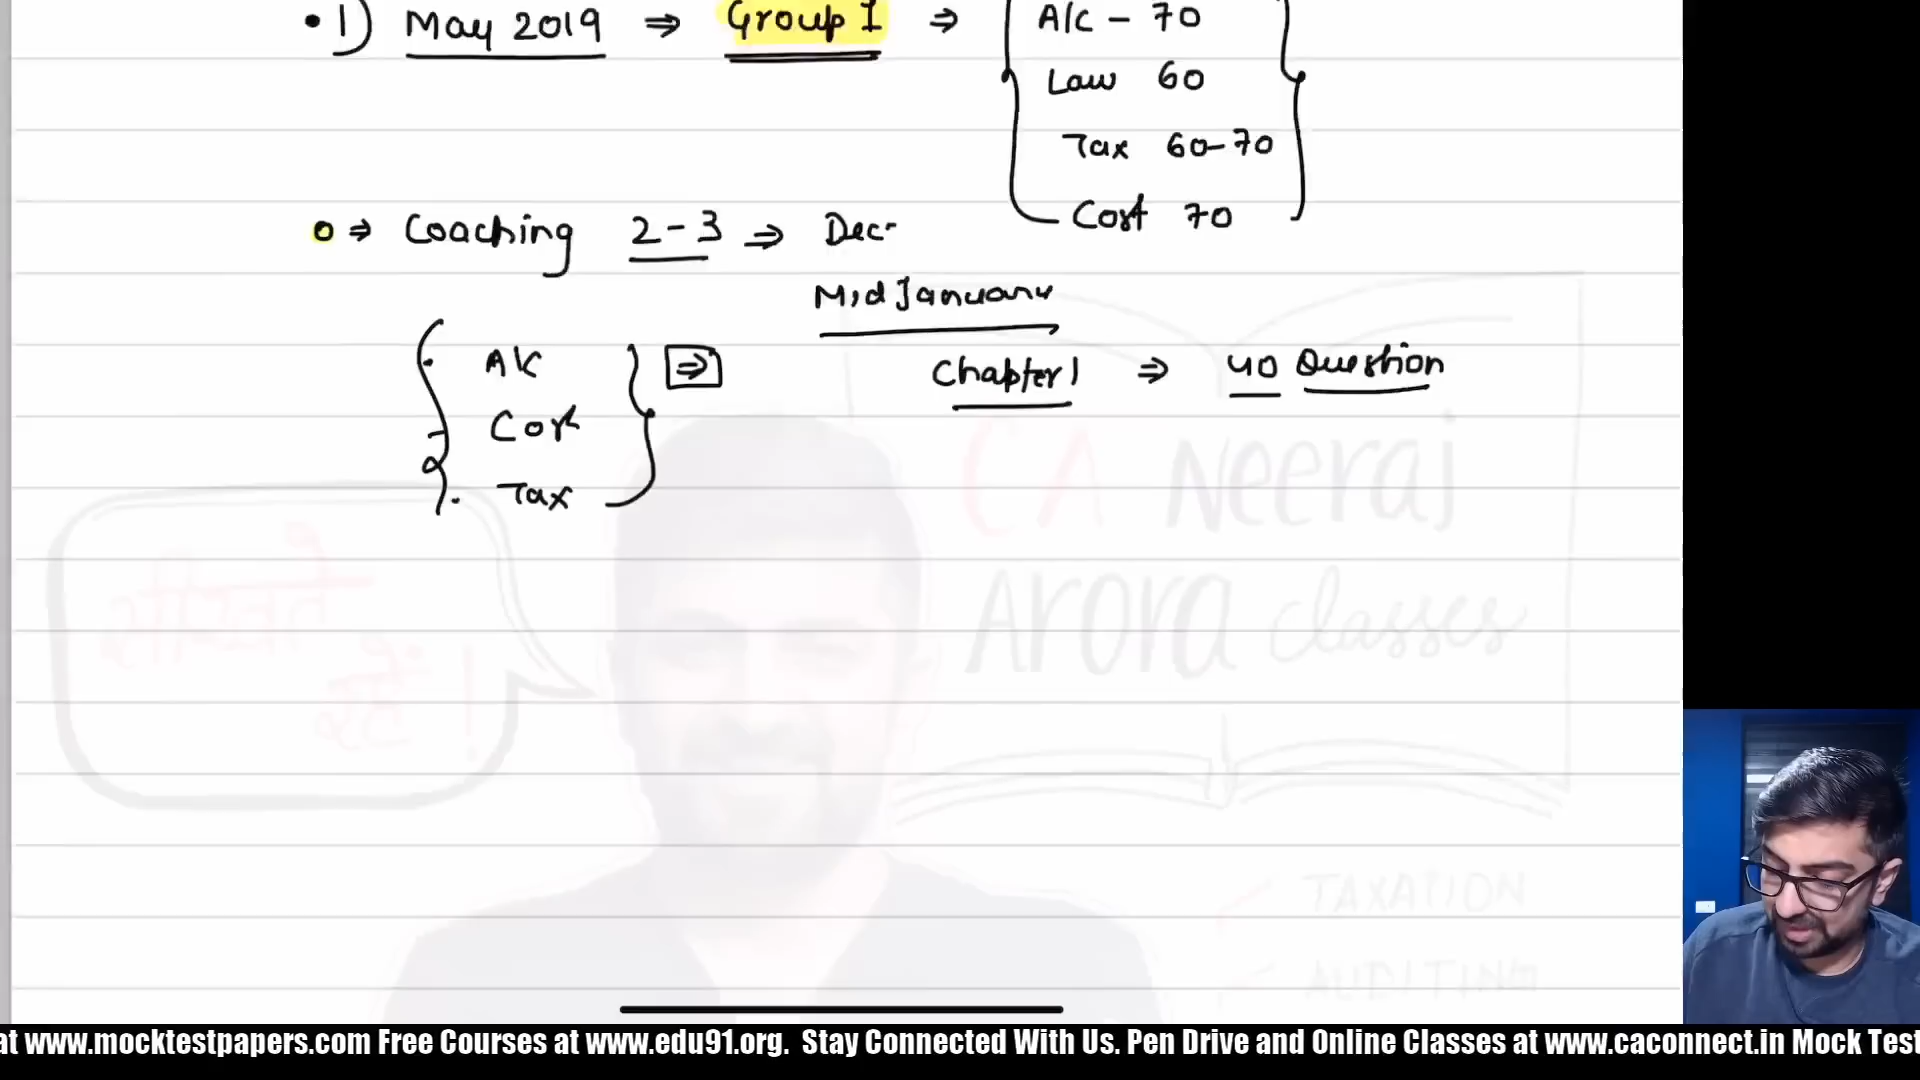 • 1) May 2019 ⇒ Group I ⇒ A/C - 70
Law 60
Tax 60-70
Cost 70
o ⇒ Coaching 2-3 ⇒ Dec
Mid January
A/C ⇒ Chapter 1 ⇒ 40 Question
Cost
Tax
CA Neeraj
Arora classes
TAXATION
AUDITING
at www.mocktestpapers.com Free Courses at www.edu91.org. Stay Connected With Us. Pen Drive and Online Classes at www.caconnect.in Mock Test